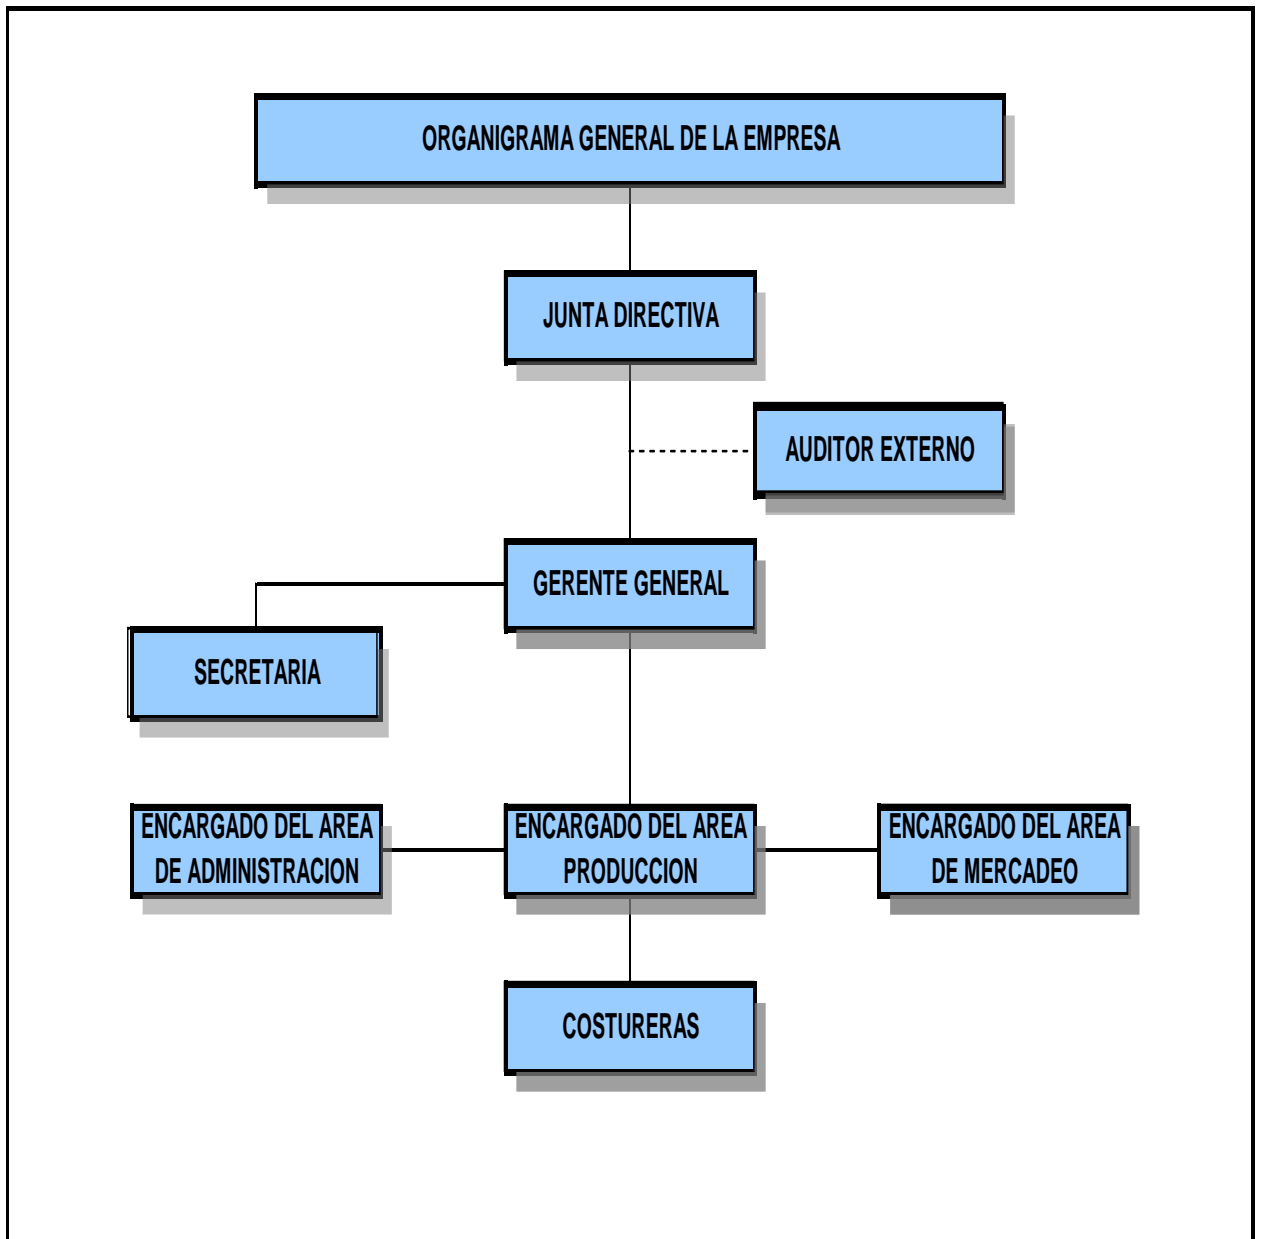 ORGANIGRAMA GENERAL DE LA EMPRESA
JUNTA DIRECTIVA
AUDITOR EXTERNO
GERENTE GENERAL
SECRETARIA
ENCARGADO DEL AREA
DE ADMINISTRACION
ENCARGADO DEL AREA
PRODUCCION
ENCARGADO DEL AREA
DE MERCADEO
COSTURERAS